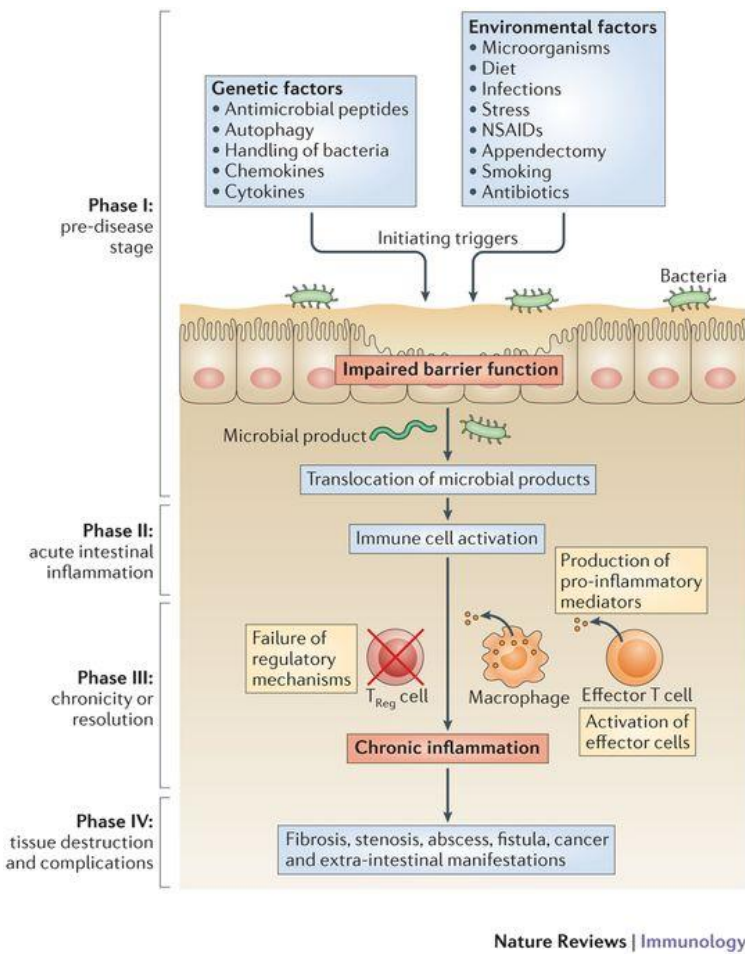 Environmental factors
• Microorganisms
• Diet
• Infections
• Stress
• NSAIDs
• Appendectomy
• Smoking
• Antibiotics
Genetic factors
• Antimicrobial peptides
• Autophagy
• Handling of bacteria
• Chemokines
• Cytokines
Phase I:
pre-disease
stage
Initiating triggers
Bacteria
Impaired barrier function
Microbial product
Translocation of microbial products
Phase II:
acute intestinal
inflammation
Immune cell activation
Production of
pro-inflammatory
mediators
Phase III:
chronicity or
resolution
Failure of
regulatory
mechanisms
TReg cell
Macrophage
Effector T cell
Activation of
effector cells
Chronic inflammation
Phase IV:
tissue destruction
and complications
Fibrosis, stenosis, abscess, fistula, cancer
and extra-intestinal manifestations
Nature Reviews | Immunology